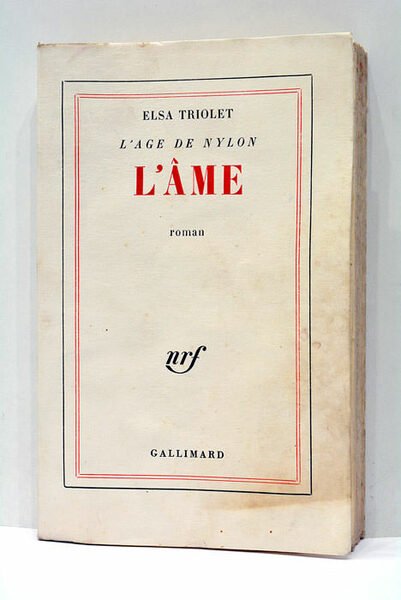 ELSA TRIOLET
L'AGE DE NYLON
L'ÂME
roman
nrf
GALLIMARD